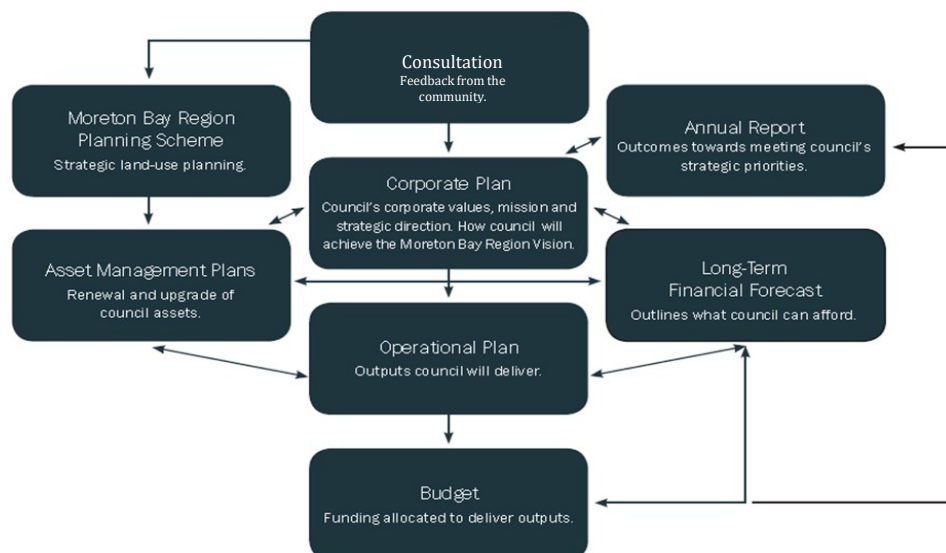 Consultation
Feedback from the
community.
Moreton Bay Region
Planning Scheme
Strategic land-use planning.
Annual Report
Outcomes towards meeting council's
strategic priorities.
Corporate Plan
Council's corporate values, mission and
strategic direction. How council will
achieve the Moreton Bay Region Vision.
Asset Management Plans
Renewal and upgrade of
council assets.
Long-Term
Financial Forecast
Outlines what council can afford.
Operational Plan
Outputs council will deliver.
Budget
Funding allocated to deliver outputs.